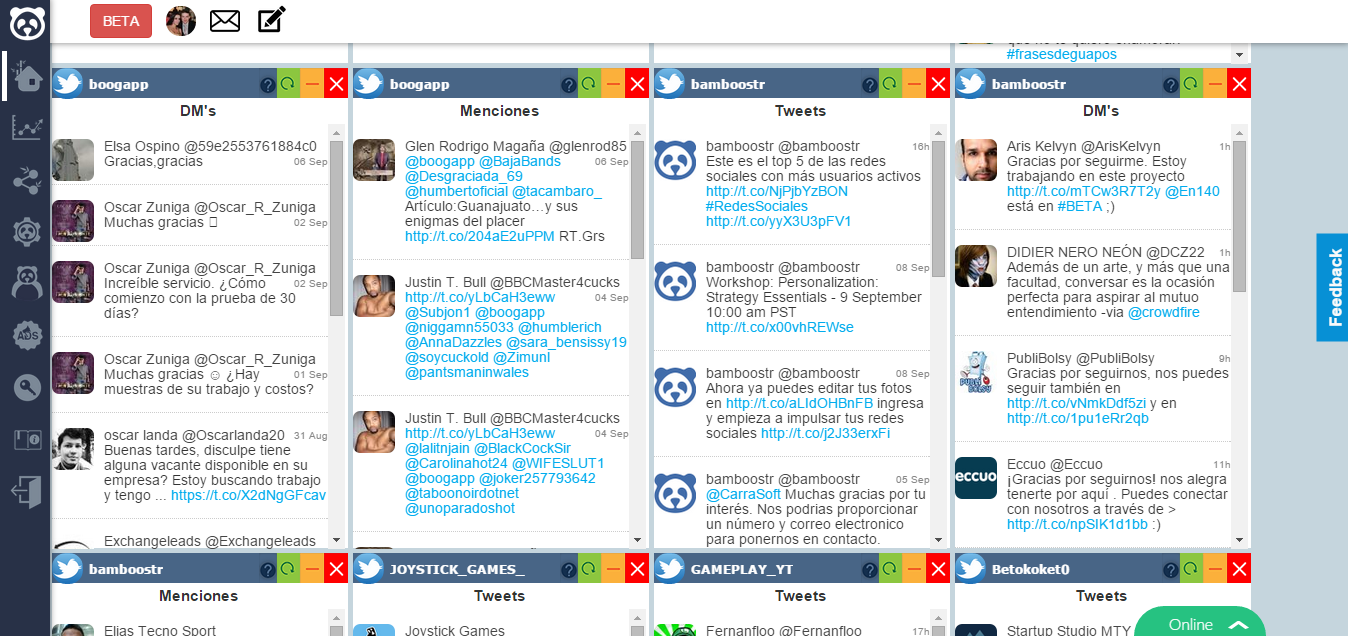 BETA
que no te quiero enamorar!
#frasesdeguapos
boogapp
DM's
Elsa Ospino @59e2553761884c0
Gracias,gracias
06 Sep
Oscar Zuniga @Oscar_R_Zuniga
Muchas gracias
02 Sep
Oscar Zuniga @Oscar_R_Zuniga
Increíble servicio. ¿Cómo
02 Sep
comienzo con la prueba de 30
días?
Oscar Zuniga @Oscar_R_Zuniga
Muchas gracias ☺ ¿Hay
01 Sep
muestras de su trabajo y costos?
oscar landa @Oscarlanda20
31 Aug
Buenas tardes, disculpe tiene
alguna vacante disponible en su
empresa? Estoy buscando trabajo
y tengo ... https://t.co/X2dNgGFcav
Exchangeleads @Exchangeleads
boogapp
Menciones
Glen Rodrigo Magaña @glenrod85
@boogapp @BajaBands
06 Sep
@Desgraciada_69
@humbertoficial @tacambaro_
Artículo:Guanajuato…y sus
enigmas del placer
http://t.co/204aE2uPPM RT.Grs
Justin T. Bull @BBCMaster4cucks
http://t.co/yLbCaH3eww
04 Sep
@Subjon1 @boogapp
@niggamn55033 @humblerich
@AnnaDazzles @sara_bensissy19
@soycuckold @ZimunI
@pantsmaninwales
Justin T. Bull @BBCMaster4cucks
http://t.co/yLbCaH3eww
04 Sep
@lalitnjain @BlackCockSir
@Carolinahot24 @WIFESLUT1
@boogapp @joker257793642
@taboonoirdotnet
@unoparadoshot
bamboostr
Tweets
bamboostr @bamboostr
16h
Este es el top 5 de las redes
sociales con más usuarios activos
http://t.co/NjPjbYzBON
#RedesSociales
http://t.co/yyX3U3pFV1
bamboostr @bamboostr
08 Sep
Workshop: Personalization:
Strategy Essentials - 9 September
10:00 am PST
http://t.co/x00vhREWse
bamboostr @bamboostr
08 Sep
Ahora ya puedes editar tus fotos
en http://t.co/aLIdOHBnFB ingresa
y empieza a impulsar tus redes
sociales http://t.co/j2J33erxFi
bamboostr @bamboostr
05 Sep
@CarraSoft Muchas gracias por tu
interés. Nos podrias proporcionar
un número y correo electronico
para ponernos en contacto.
bamboostr
DM's
Aris Kelvyn @ArisKelvyn
1h
Gracias por seguirme. Estoy
trabajando en este proyecto
http://t.co/mTCw3R7T2y @En140
está en #BETA ;)
DIDIER NERO NEÓN @DCZ22
1h
Además de un arte, y más que una
facultad, conversar es la ocasión
perfecta para aspirar al mutuo
entendimiento -via @crowdfire
PubliBolsy @PubliBolsy
9h
Gracias por seguirnos, nos puedes
seguir también en
http://t.co/vNmkDdf5zi y en
http://t.co/1pu1eRr2qb
eccuo
Eccuo @Eccuo
11h
¡Gracias por seguirnos! nos alegra
tenerte por aquí . Puedes conectar
con nosotros a través de >
http://t.co/npSIK1d1bb :)
Feedback
ADS
bamboostr
Menciones
Elias Tecno Sport
JOYSTICK_GAMES_
Tweets
Joystick Games
GAMEPLAY_YT
Tweets
Fernanfloo @Fernanfloo
17h
Betokoket0
Tweets
Startup Studio MTY
Online